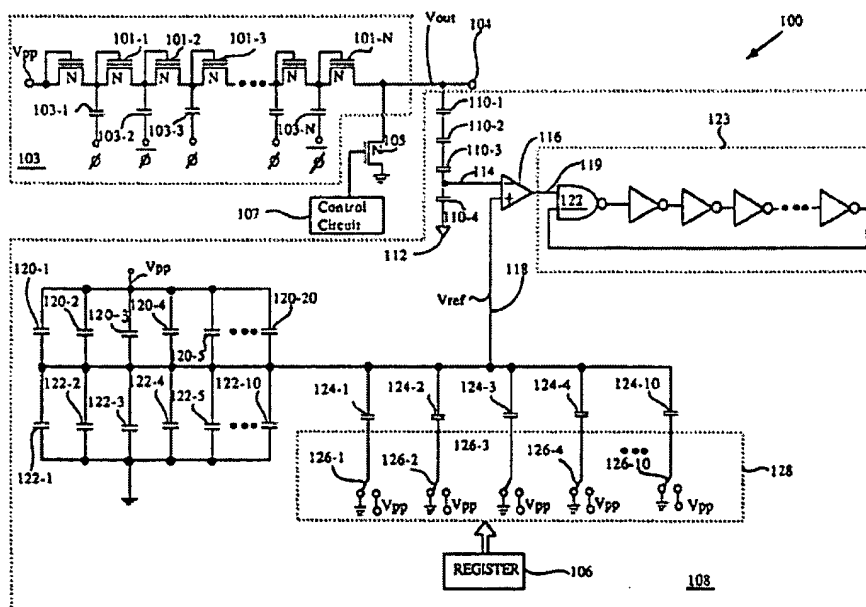 100
101-1
101-2
101-3
101-N
Vout
104
Vpp
N
N
N
N
N
N
103-1
103-2
103-3
103-N
ϕ
ϕ̅
ϕ
ϕ
ϕ̅
103
105
N
107
Control
Circuit
110-1
110-2
110-3
110-4
112
114
116
-
+
119
122
123
Vref
118
Vpp
120-1
120-2
120-3
120-4
120-5
120-20
122-1
122-2
122-3
122-4
122-5
122-10
124-1
124-2
124-3
124-4
124-10
126-1
126-2
126-3
126-4
126-10
Vpp
Vpp
Vpp
Vpp
Vpp
128
REGISTER
106
108